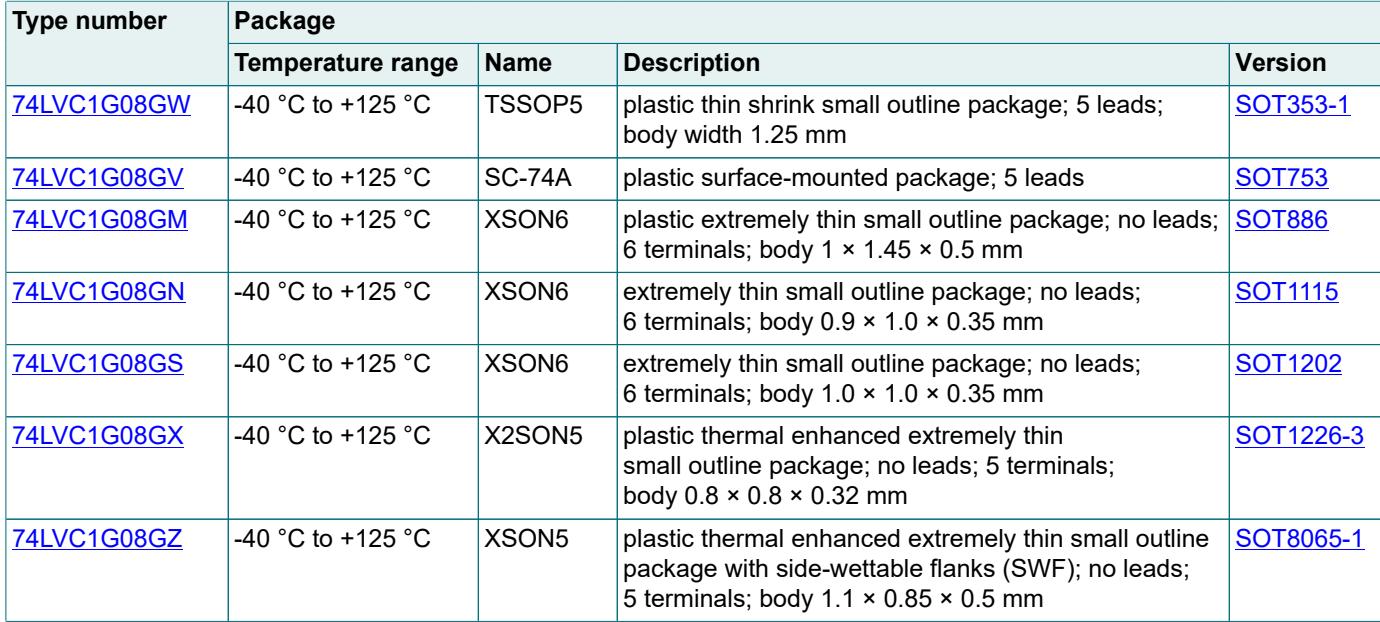 Type number Package
Temperature range Name Description Version
74LVC1G08GW -40 °C to +125 °C TSSOP5 plastic thin shrink small outline package; 5 leads; SOT353-1
body width 1.25 mm
74LVC1G08GV -40 °C to +125 °C SC-74A plastic surface-mounted package; 5 leads SOT753
74LVC1G08GM -40 °C to +125 °C XSON6 plastic extremely thin small outline package; no leads; SOT886
6 terminals; body 1 × 1.45 × 0.5 mm
74LVC1G08GN -40 °C to +125 °C XSON6 extremely thin small outline package; no leads; SOT1115
6 terminals; body 0.9 × 1.0 × 0.35 mm
74LVC1G08GS -40 °C to +125 °C XSON6 extremely thin small outline package; no leads; SOT1202
6 terminals; body 1.0 × 1.0 × 0.35 mm
74LVC1G08GX -40 °C to +125 °C X2SON5 plastic thermal enhanced extremely thin SOT1226-3
small outline package; no leads; 5 terminals;
body 0.8 × 0.8 × 0.32 mm
74LVC1G08GZ -40 °C to +125 °C XSON5 plastic thermal enhanced extremely thin small outline SOT8065-1
package with side-wettable flanks (SWF); no leads;
5 terminals; body 1.1 × 0.85 × 0.5 mm